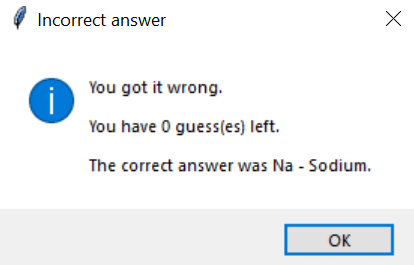 Incorrect answer
You got it wrong.
You have 0 guess(es) left.
The correct answer was Na - Sodium.
OK